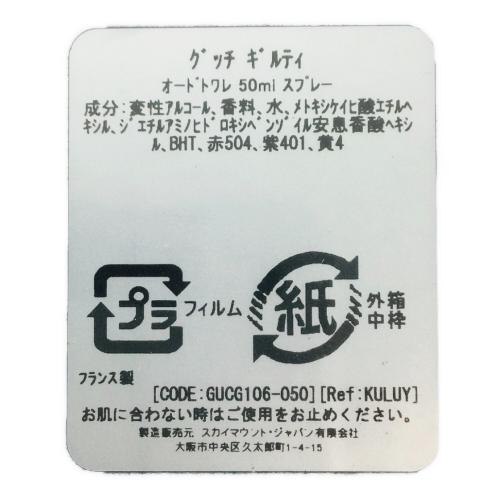 グッチ ギルティ
オードトワレ 50ml スプレー
成分:変性アルコール、香料、水、メトキシケイヒ酸エチルヘ
キシル、ジエチルアミノヒドロキシベンゾイル安息香酸ヘキシ
ル、BHT、赤504、紫401、黄4
プラ フィルム 紙 外箱
中枠
フランス製
[CODE:GUCG106-050][Ref:KULUY]
お肌に合わない時はご使用をお止めください。
製造販売元 スカイマウント・ジャパン有限会社
大阪市中央区久太郎町1-4-15